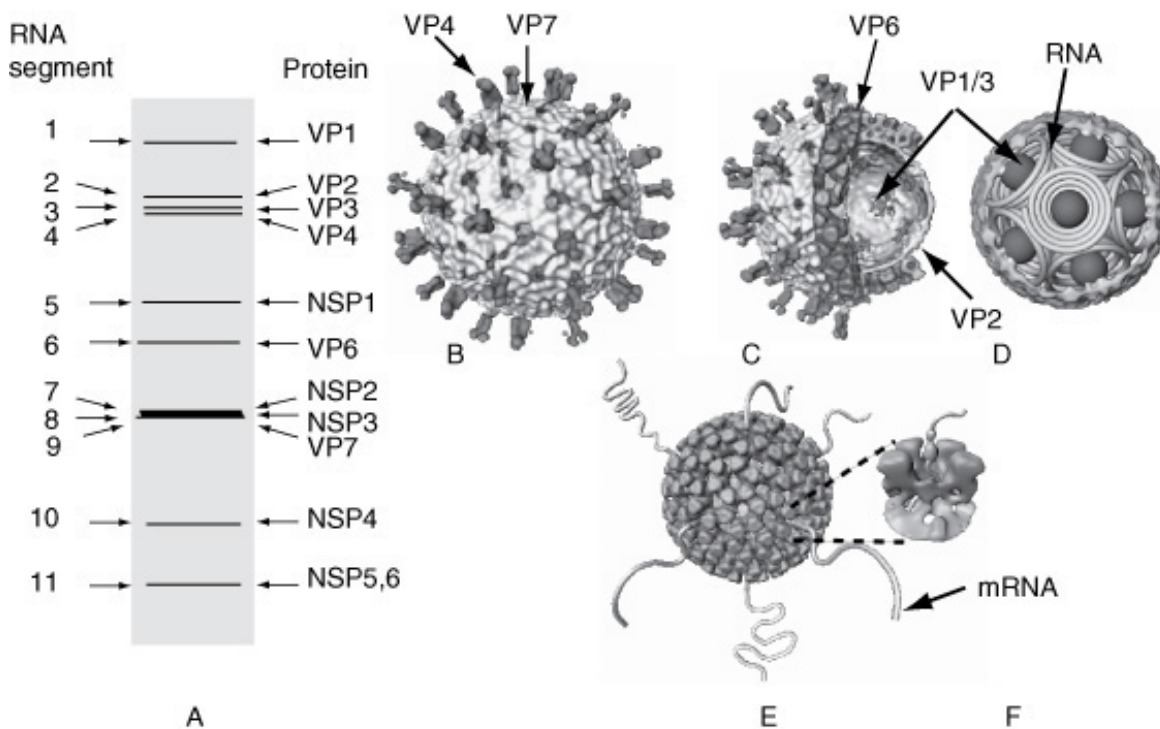 RNA
segment
Protein
1
VP1
2
VP2
3
VP3
4
VP4
5
NSP1
6
VP6
7
NSP2
8
NSP3
9
VP7
10
NSP4
11
NSP5,6
A
VP4
VP7
B
VP6
VP1/3
RNA
VP2
C
D
mRNA
E
F